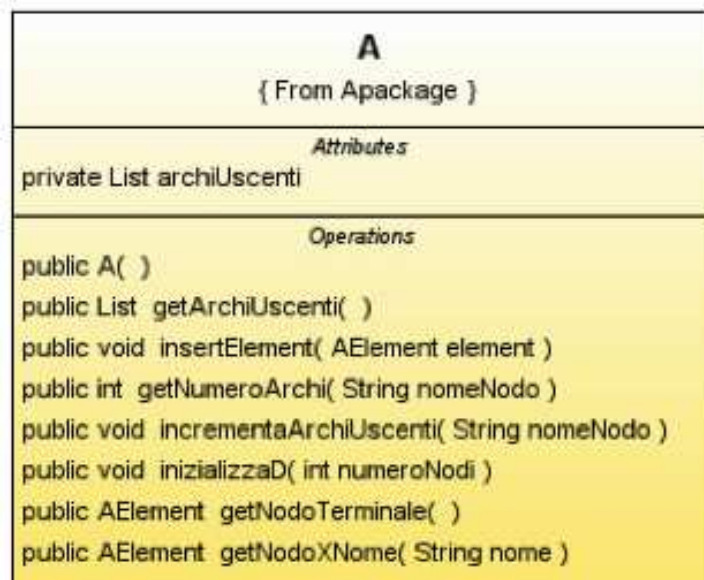 A
{ From Apackage }
Attributes
private List archiUscenti
Operations
public A( )
public List getArchiUscenti( )
public void insertElement( AElement element )
public int getNumeroArchi( String nomeNodo )
public void incrementaArchiUscenti( String nomeNodo )
public void inizializzaD( int numeroNodi )
public AElement getNodoTerminale( )
public AElement getNodoXNome( String nome )